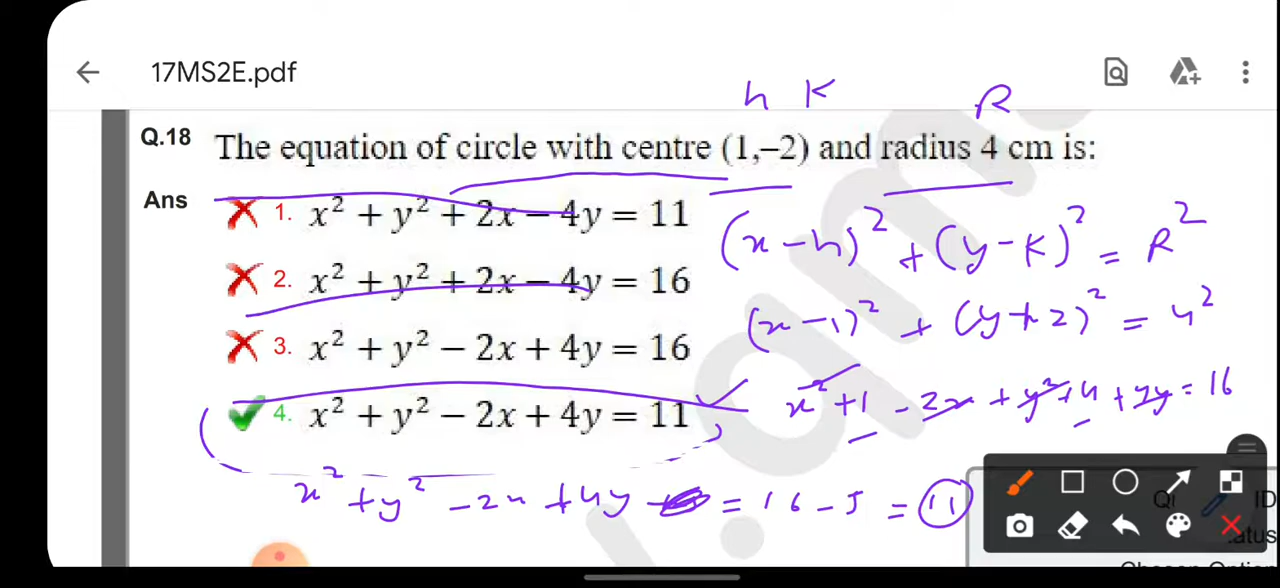 17MS2E.pdf
h K R
Q.18 The equation of circle with centre (1,–2) and radius 4 cm is:
Ans
1. x² + y² + 2x – 4y = 11
(x – h)² + (y – K)² = R²
2. x² + y² + 2x – 4y = 16
(x – 1)² + (y + 2)² = 4²
3. x² + y² – 2x + 4y = 16
x² + 1 – 2x + y² + 4 + 4y = 16
4. x² + y² – 2x + 4y = 11
x² + y² – 2x + 4y = 16 – 5 = 11
ID